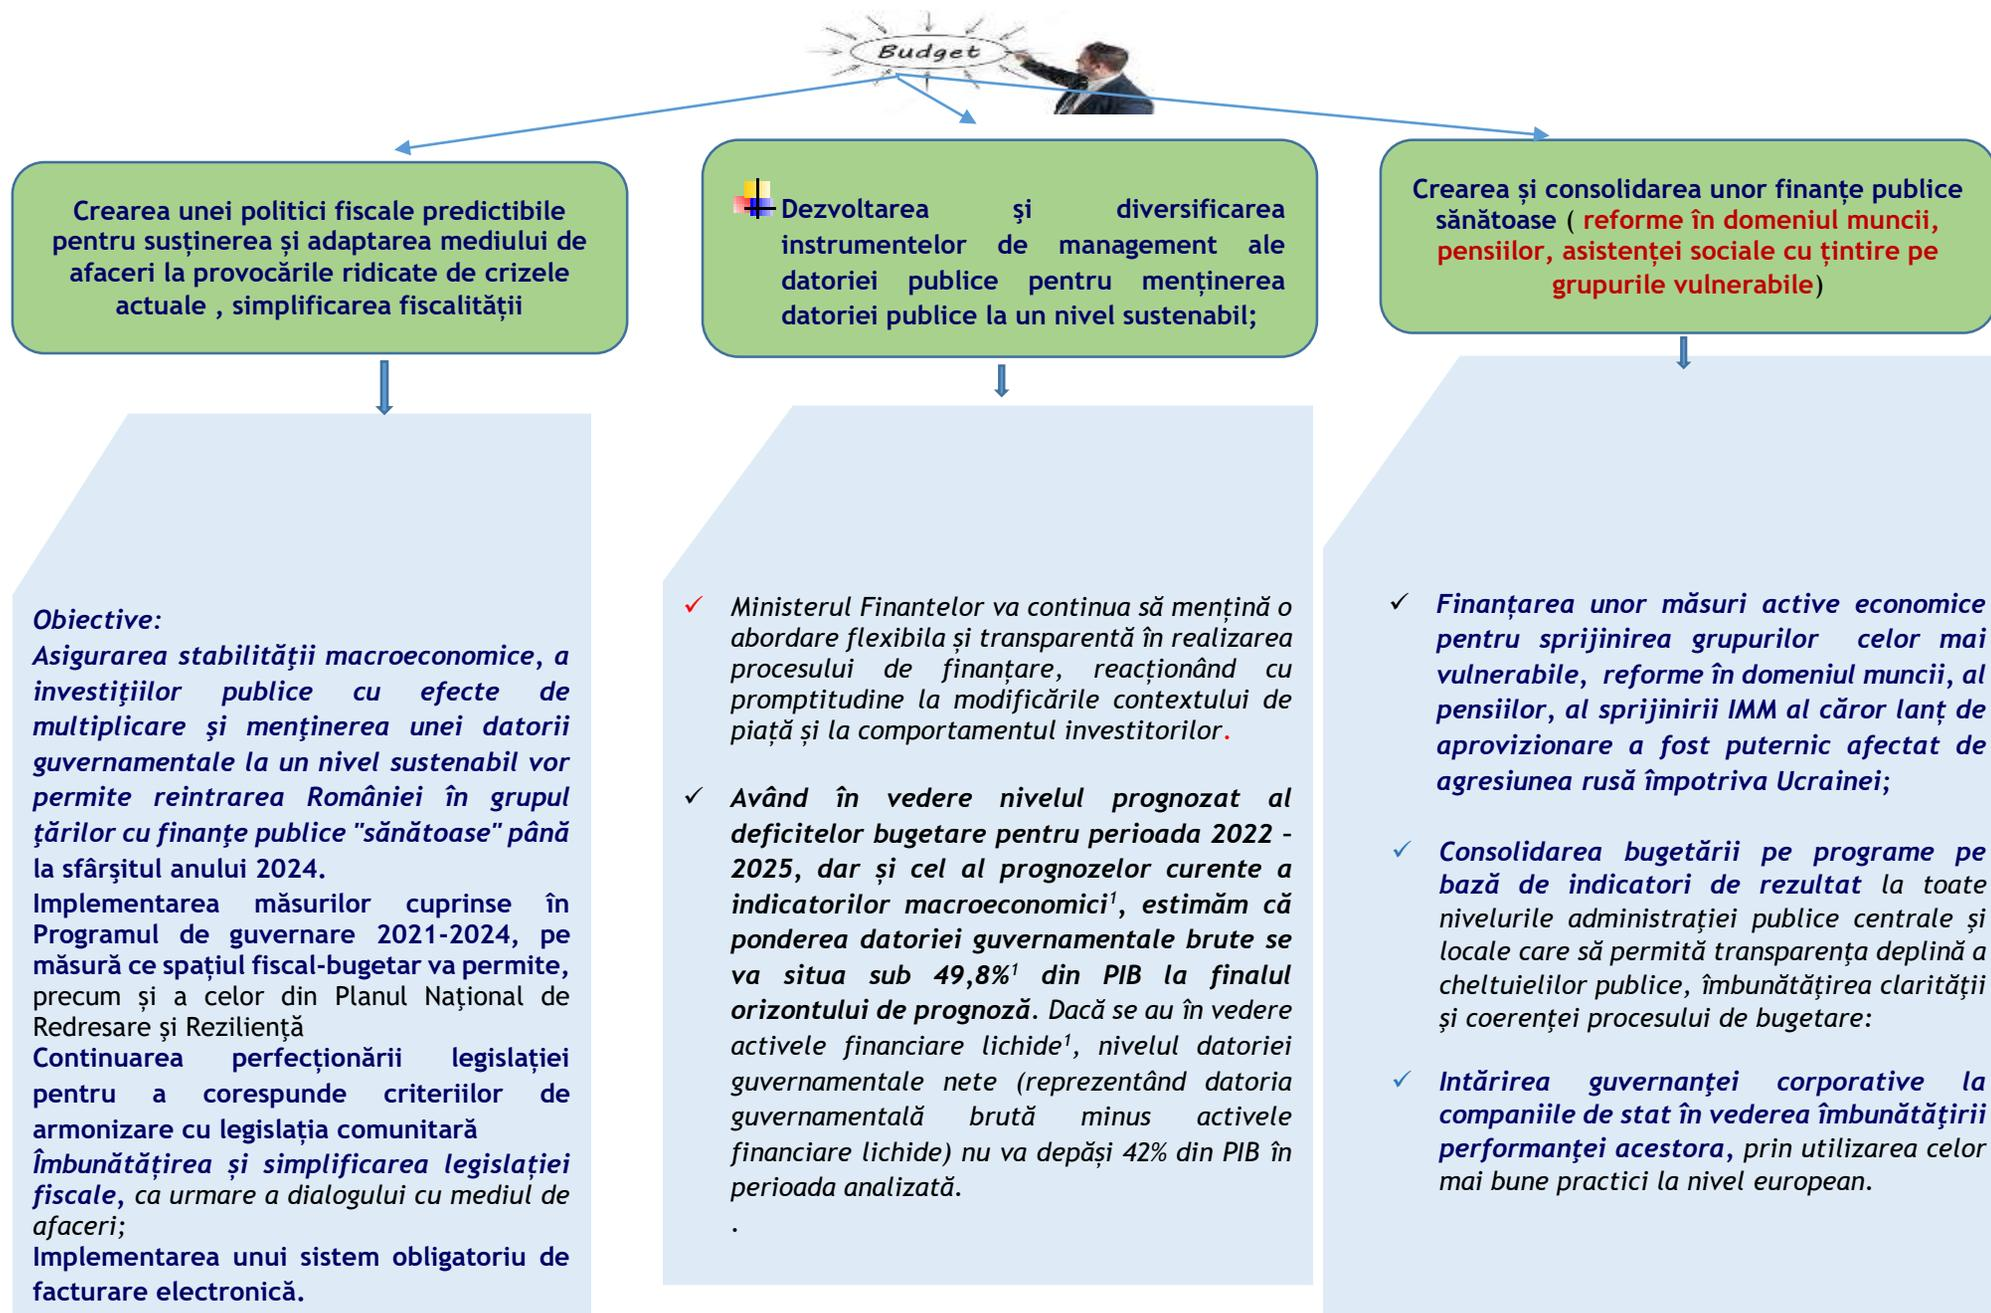 Budget
Crearea unei politici fiscale predictibile
pentru susținerea și adaptarea mediului de
afaceri la provocările ridicate de crizele
actuale , simplificarea fiscalității
Dezvoltarea şi diversificarea
instrumentelor de management ale
datoriei publice pentru menținerea
datoriei publice la un nivel sustenabil;
Crearea și consolidarea unor finanțe publice
sănătoase ( reforme în domeniul muncii,
pensiilor, asistenței sociale cu țintire pe
grupurile vulnerabile)
Obiective:
Asigurarea stabilităţii macroeconomice, a
investiţiilor publice cu efecte de
multiplicare şi menţinerea unei datorii
guvernamentale la un nivel sustenabil vor
permite reintrarea României în grupul
ţărilor cu finanţe publice "sănătoase" până
la sfârşitul anului 2024.
Implementarea măsurilor cuprinse în
Programul de guvernare 2021-2024, pe
măsură ce spațiul fiscal-bugetar va permite,
precum și a celor din Planul Naţional de
Redresare şi Rezilienţă
Continuarea perfecționării legislației
pentru a corespunde criteriilor de
armonizare cu legislația comunitară
Îmbunătățirea și simplificarea legislației
fiscale, ca urmare a dialogului cu mediul de
afaceri;
Implementarea unui sistem obligatoriu de
facturare electronică.
✓ Ministerul Finantelor va continua să mențină o
abordare flexibila și transparentă în realizarea
procesului de finanțare, reacționând cu
promptitudine la modificările contextului de
piață și la comportamentul investitorilor.
✓ Având în vedere nivelul prognozat al
deficitelor bugetare pentru perioada 2022 –
2025, dar și cel al prognozelor curente a
indicatorilor macroeconomici¹, estimăm că
ponderea datoriei guvernamentale brute se
va situa sub 49,8%¹ din PIB la finalul
orizontului de prognoză. Dacă se au în vedere
activele financiare lichide¹, nivelul datoriei
guvernamentale nete (reprezentând datoria
guvernamentală brută minus activele
financiare lichide) nu va depăși 42% din PIB în
perioada analizată.
.
✓ Finanțarea unor măsuri active economice
pentru sprijinirea grupurilor celor mai
vulnerabile, reforme în domeniul muncii, al
pensiilor, al sprijinirii IMM al căror lanț de
aprovizionare a fost puternic afectat de
agresiunea rusă împotriva Ucrainei;
✓ Consolidarea bugetării pe programe pe
bază de indicatori de rezultat la toate
nivelurile administraţiei publice centrale şi
locale care să permită transparenţa deplină a
cheltuielilor publice, îmbunătăţirea clarităţii
şi coerenţei procesului de bugetare:
✓ Intărirea guvernanţei corporative la
companiile de stat în vederea îmbunătăţirii
performanţei acestora, prin utilizarea celor
mai bune practici la nivel european.